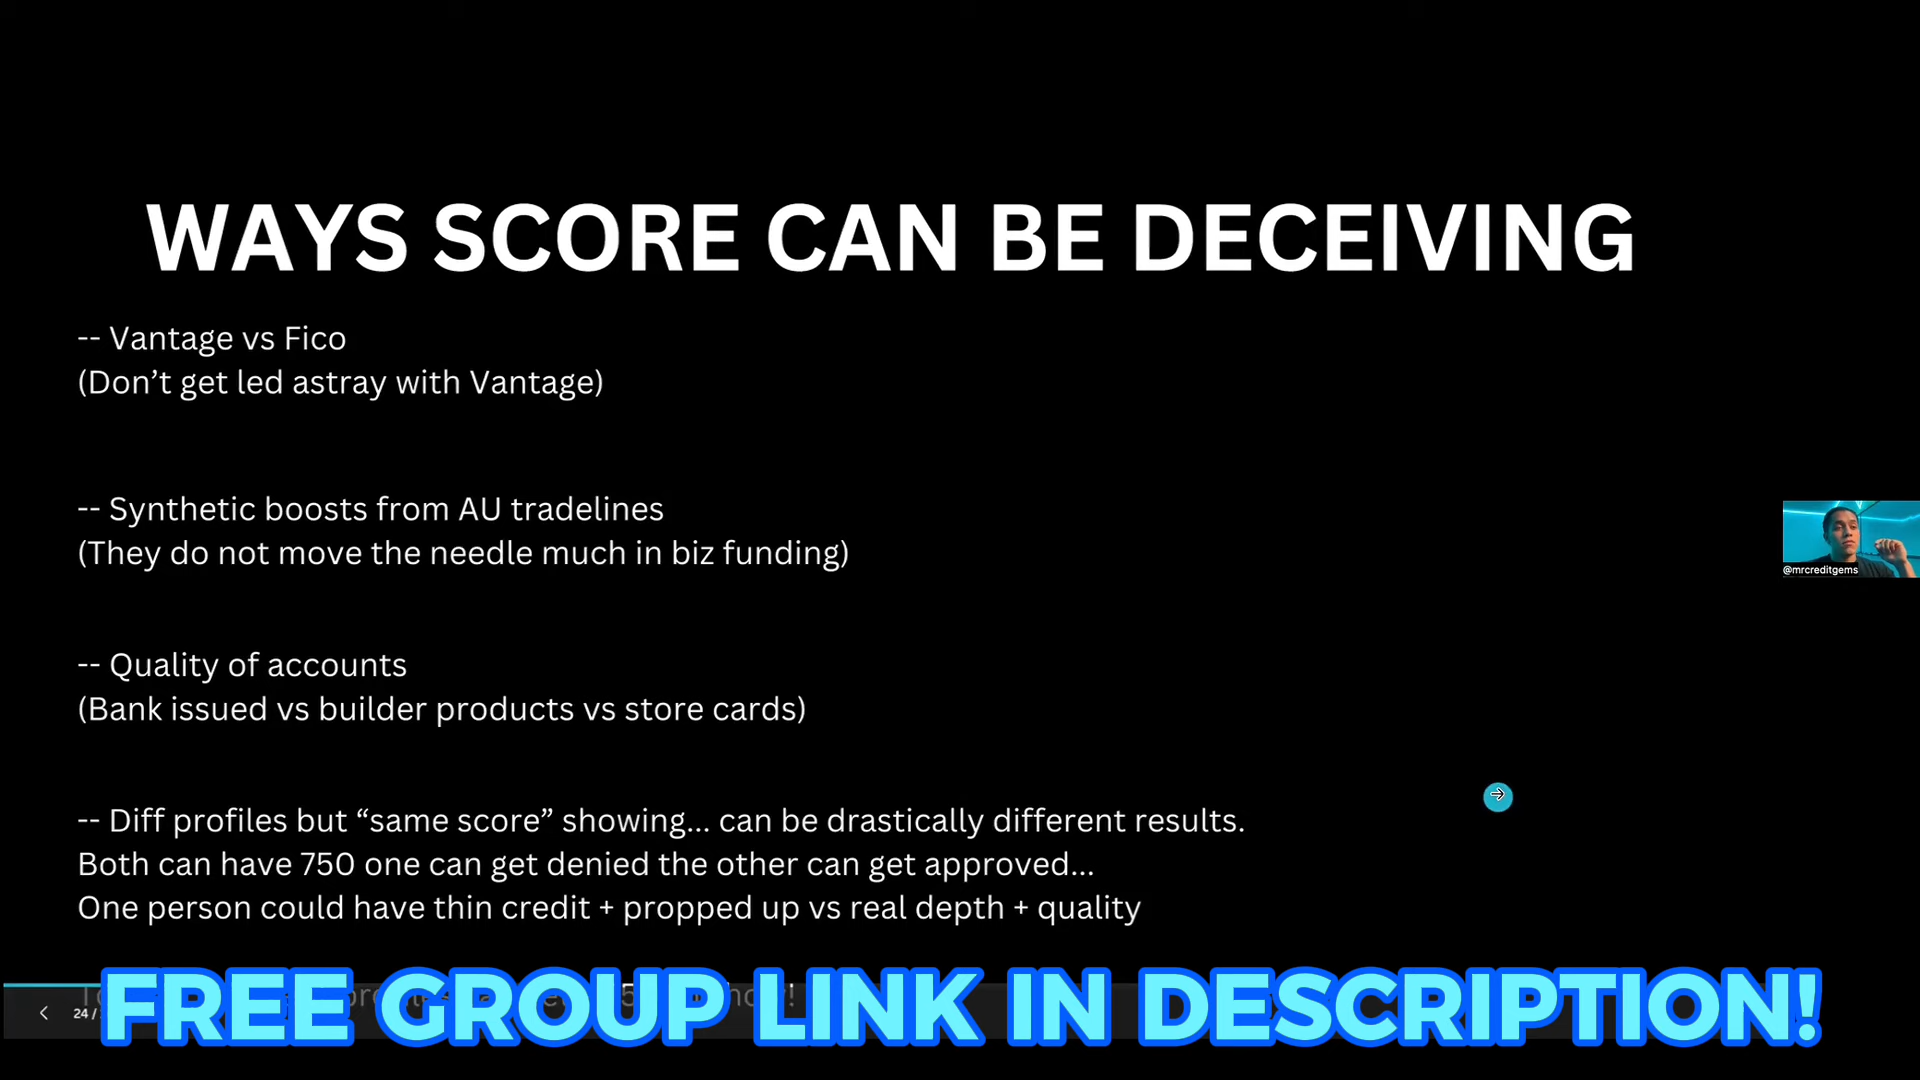 WAYS SCORE CAN BE DECEIVING
-- Vantage vs Fico
(Don’t get led astray with Vantage)
-- Synthetic boosts from AU tradelines
(They do not move the needle much in biz funding)
@mrcreditgems
-- Quality of accounts
(Bank issued vs builder products vs store cards)
-- Diff profiles but “same score” showing... can be drastically different results.
Both can have 750 one can get denied the other can get approved...
One person could have thin credit + propped up vs real depth + quality
24 /
FREE GROUP LINK IN DESCRIPTION!